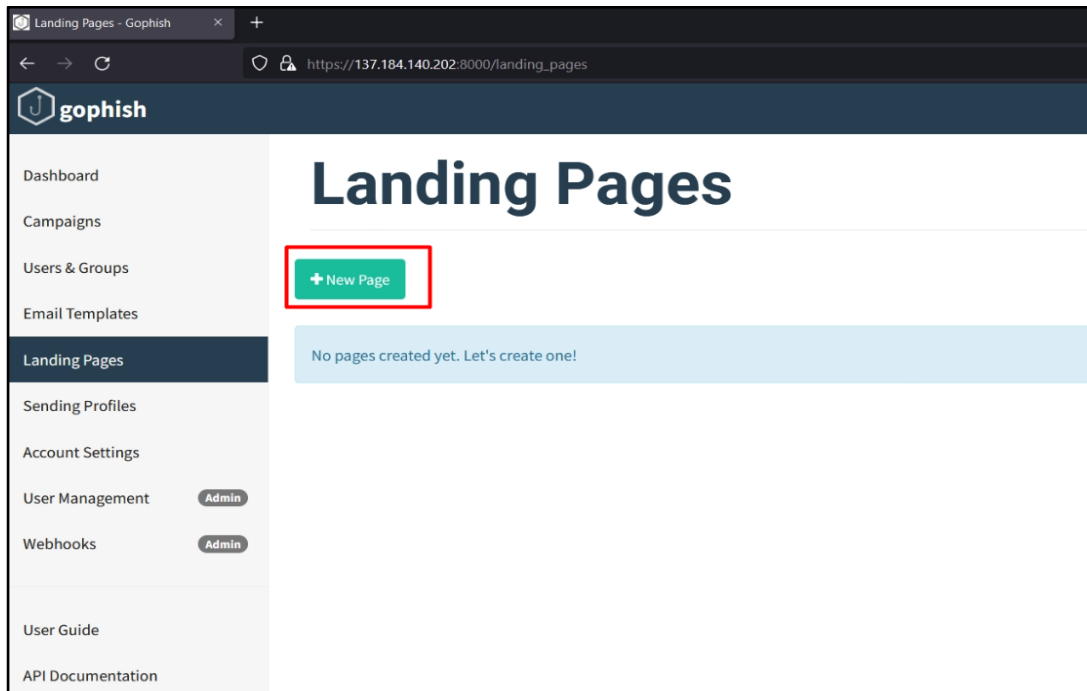 Landing Pages - Gophish
https://137.184.140.202:8000/landing_pages
gophish
Dashboard
Campaigns
Users & Groups
Email Templates
Landing Pages
Sending Profiles
Account Settings
User Management Admin
Webhooks Admin
User Guide
API Documentation
Landing Pages
New Page
No pages created yet. Let's create one!